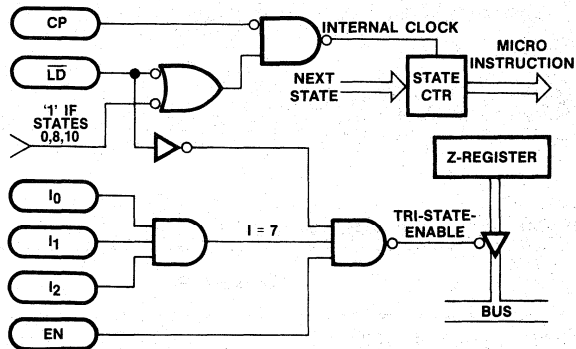 CP
INTERNAL CLOCK
MICRO
INSTRUCTION
LD
NEXT
STATE
STATE
CTR
'1' IF
STATES
0,8,10
Z-REGISTER
I0
TRI-STATE-
ENABLE
I1
I = 7
I2
BUS
EN